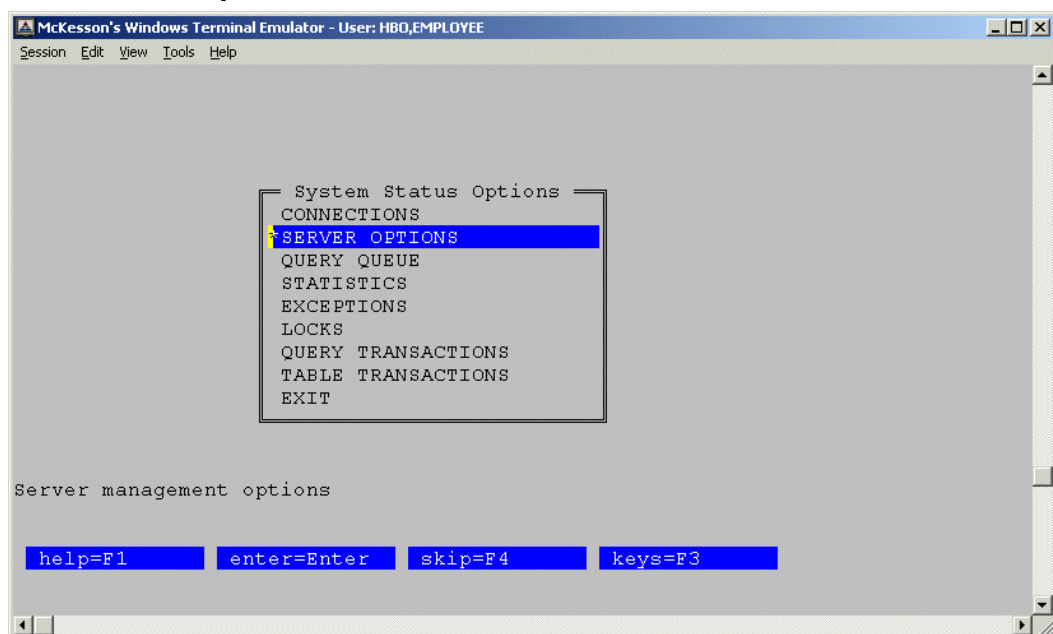 McKesson's Windows Terminal Emulator - User: HBO,EMPLOYEE
Session Edit View Tools Help
System Status Options
CONNECTIONS
*SERVER OPTIONS
QUERY QUEUE
STATISTICS
EXCEPTIONS
LOCKS
QUERY TRANSACTIONS
TABLE TRANSACTIONS
EXIT
Server management options
help=F1 enter=Enter skip=F4 keys=F3